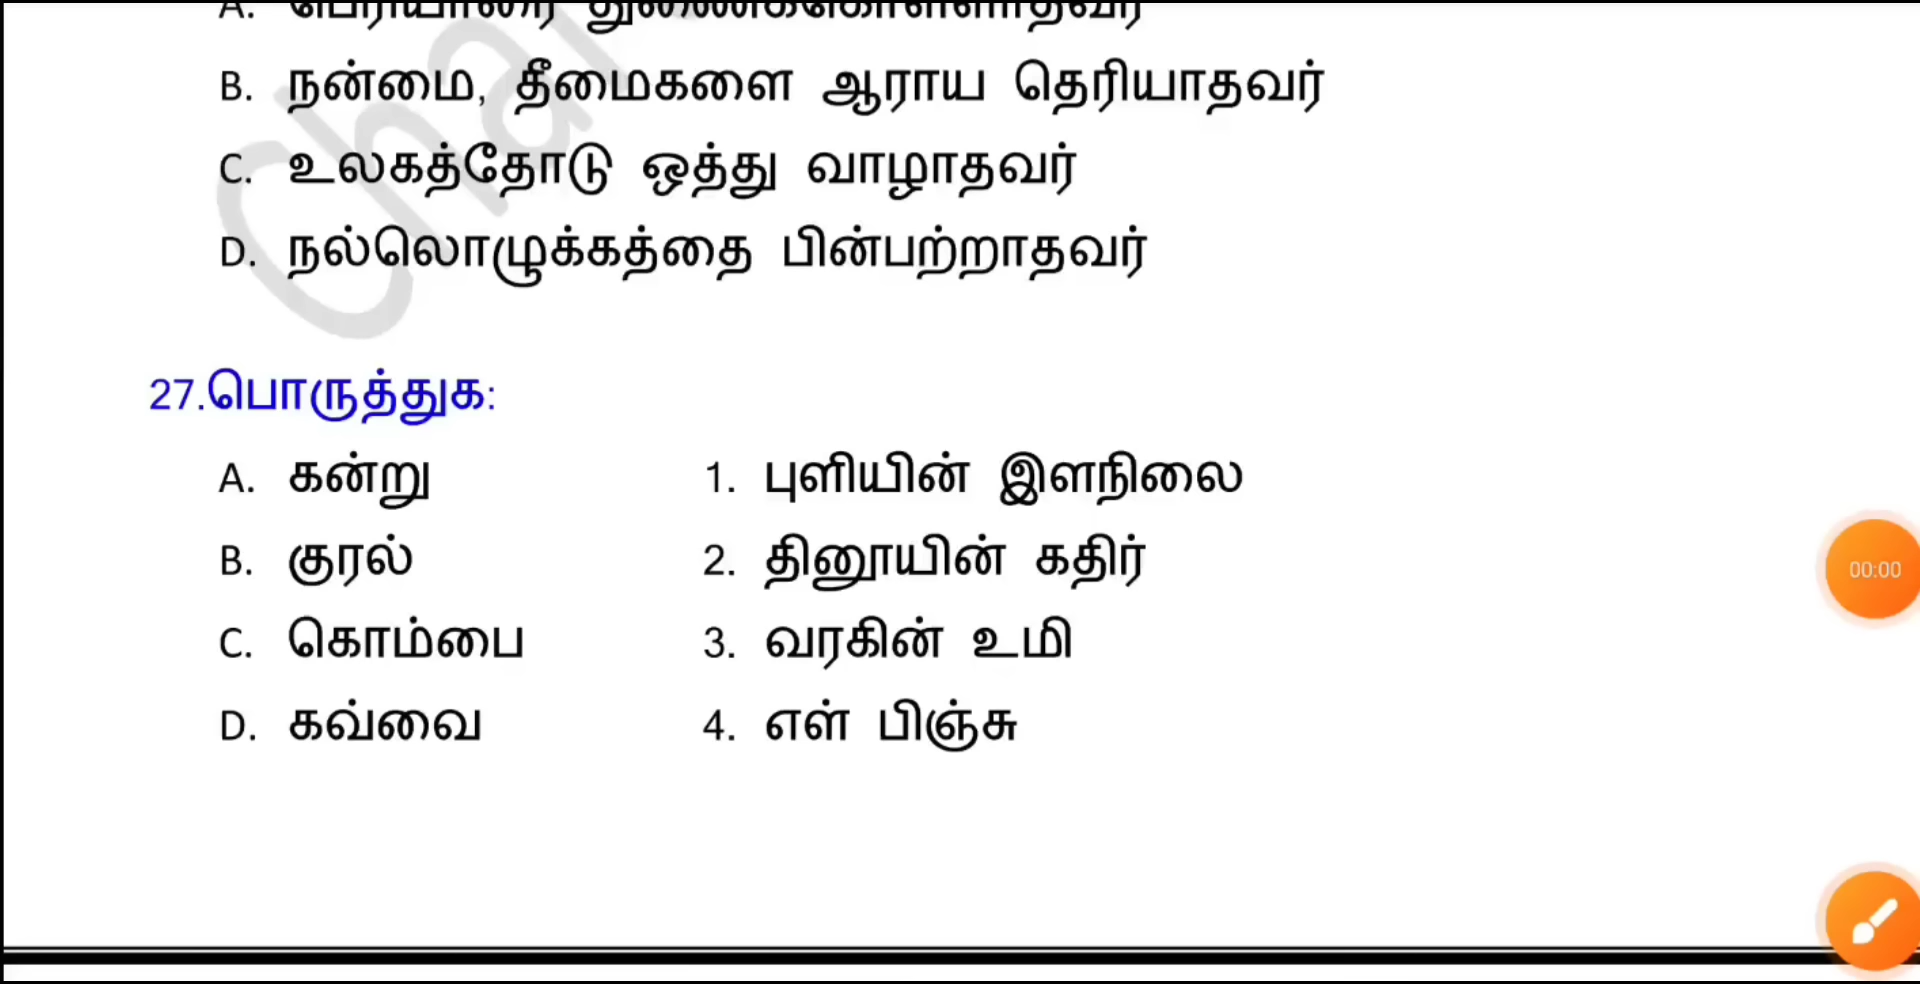 A. பெரியாரை துணைக்கொள்ளாதவர்
B. நன்மை, தீமைகளை ஆராய தெரியாதவர்
C. உலகத்தோடு ஒத்து வாழாதவர்
D. நல்லொழுக்கத்தை பின்பற்றாதவர்
27.பொருத்துக:
A. கன்று 1. புளியின் இளநிலை
B. குரல் 2. தினையின் கதிர்
C. கொம்பை 3. வரகின் உமி
D. கவ்வை 4. எள் பிஞ்சு
00:00